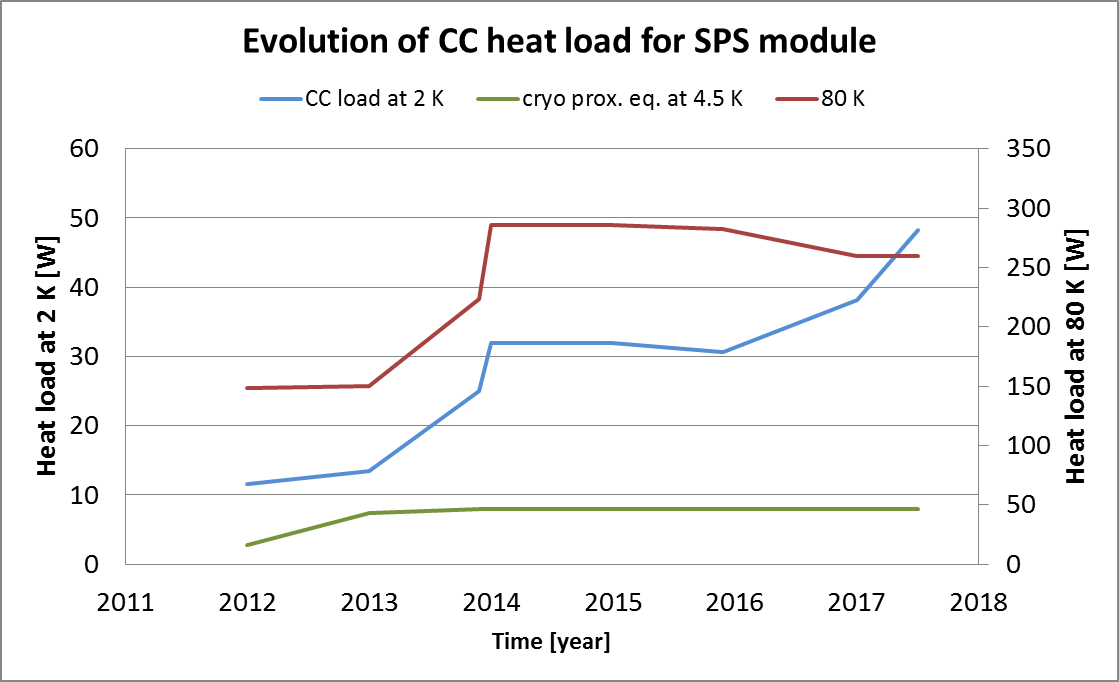 Evolution of CC heat load for SPS module
CC load at 2 K
cryo prox. eq. at 4.5 K
80 K
Heat load at 2 K [W]
60
50
40
30
20
10
0
350
300
250
200
150
100
50
0
Heat load at 80 K [W]
2011 2012 2013 2014 2015 2016 2017 2018
Time [year]